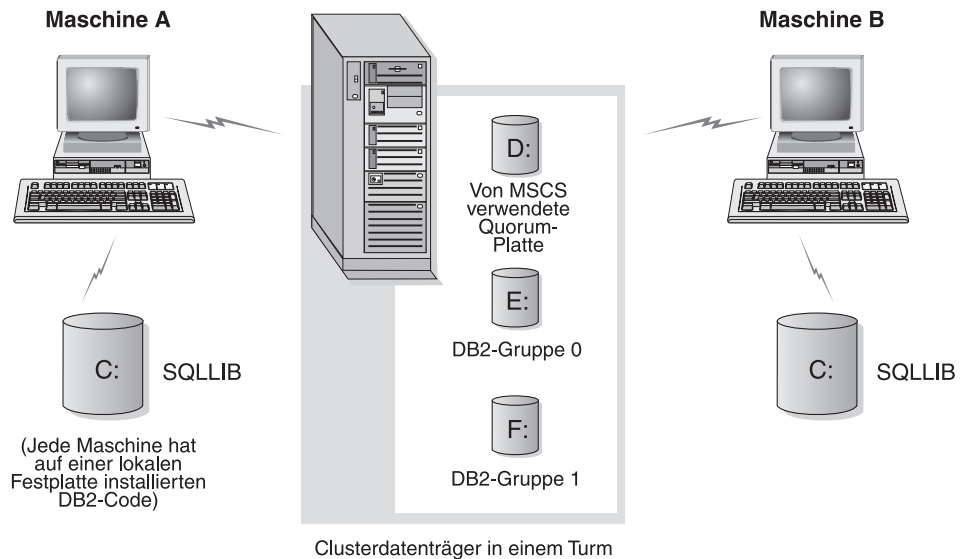 Maschine A
Maschine B
D:
Von MSCS
verwendete
Quorum-
Platte
E:
DB2-Gruppe 0
F:
DB2-Gruppe 1
C:
SQLLIB
(Jede Maschine hat
auf einer lokalen
Festplatte installierten
DB2-Code)
C:
SQLLIB
Clusterdatenträger in einem Turm